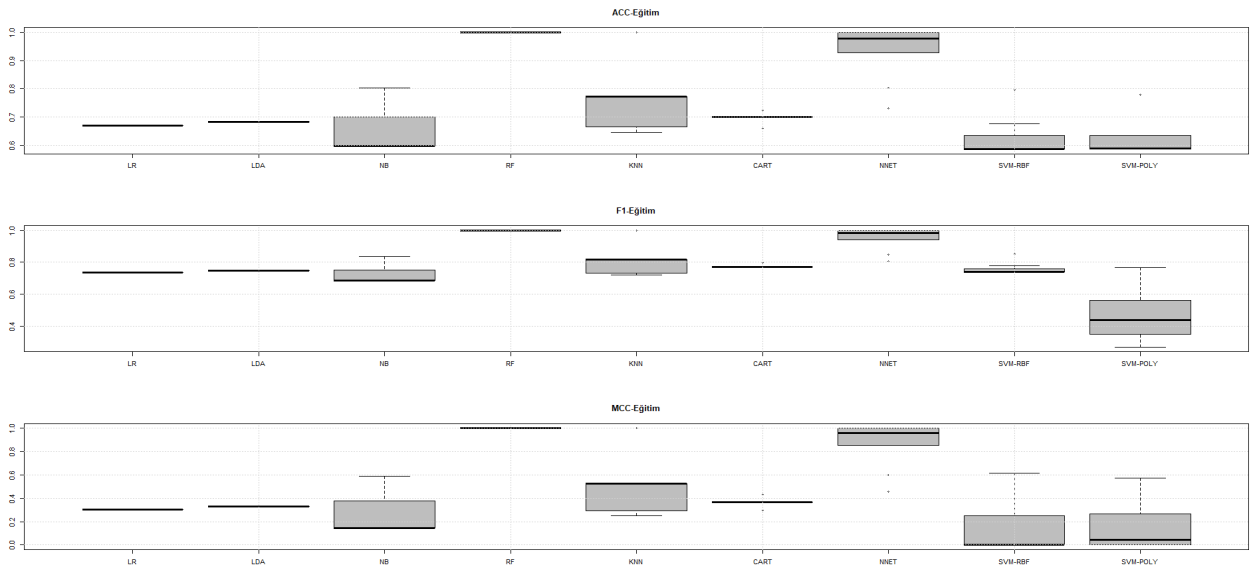 ACC-Eğitim
1.0
0.9
0.8
0.7
0.6
LR LDA NB RF KNN CART NNET SVM-RBF SVM-POLY
F1-Eğitim
1.0
0.8
0.6
0.4
LR LDA NB RF KNN CART NNET SVM-RBF SVM-POLY
MCC-Eğitim
1.0
0.8
0.6
0.4
0.2
0.0
LR LDA NB RF KNN CART NNET SVM-RBF SVM-POLY